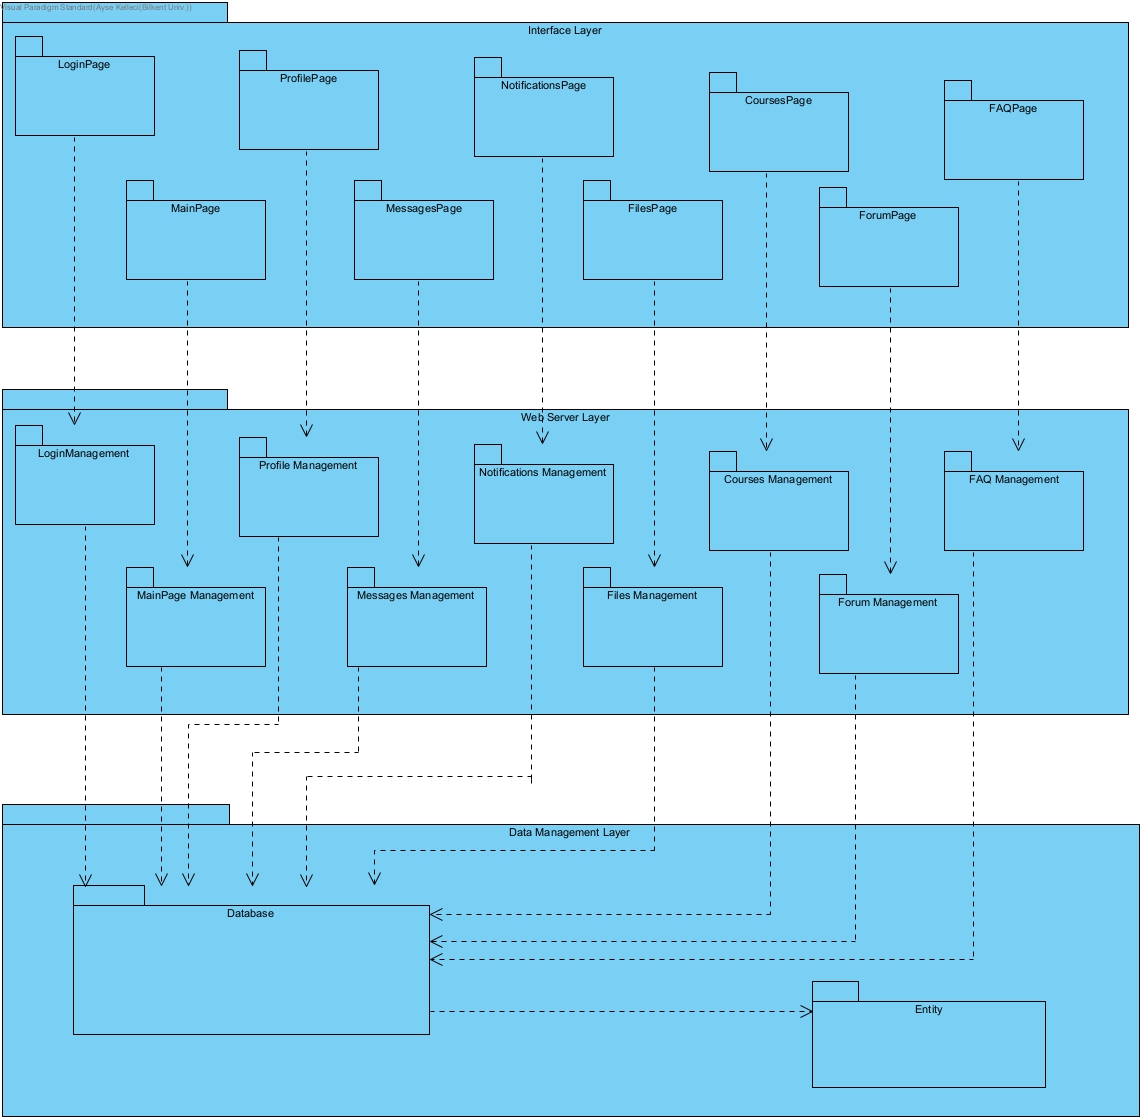 Visual Paradigm Standard(Ayse Kelleci(Bilkent Univ.))
Interface Layer
LoginPage
ProfilePage
NotificationsPage
CoursesPage
FAQPage
MainPage
MessagesPage
FilesPage
ForumPage
Web Server Layer
LoginManagement
Profile Management
Notifications Management
Courses Management
FAQ Management
MainPage Management
Messages Management
Files Management
Forum Management
Data Management Layer
Database
Entity